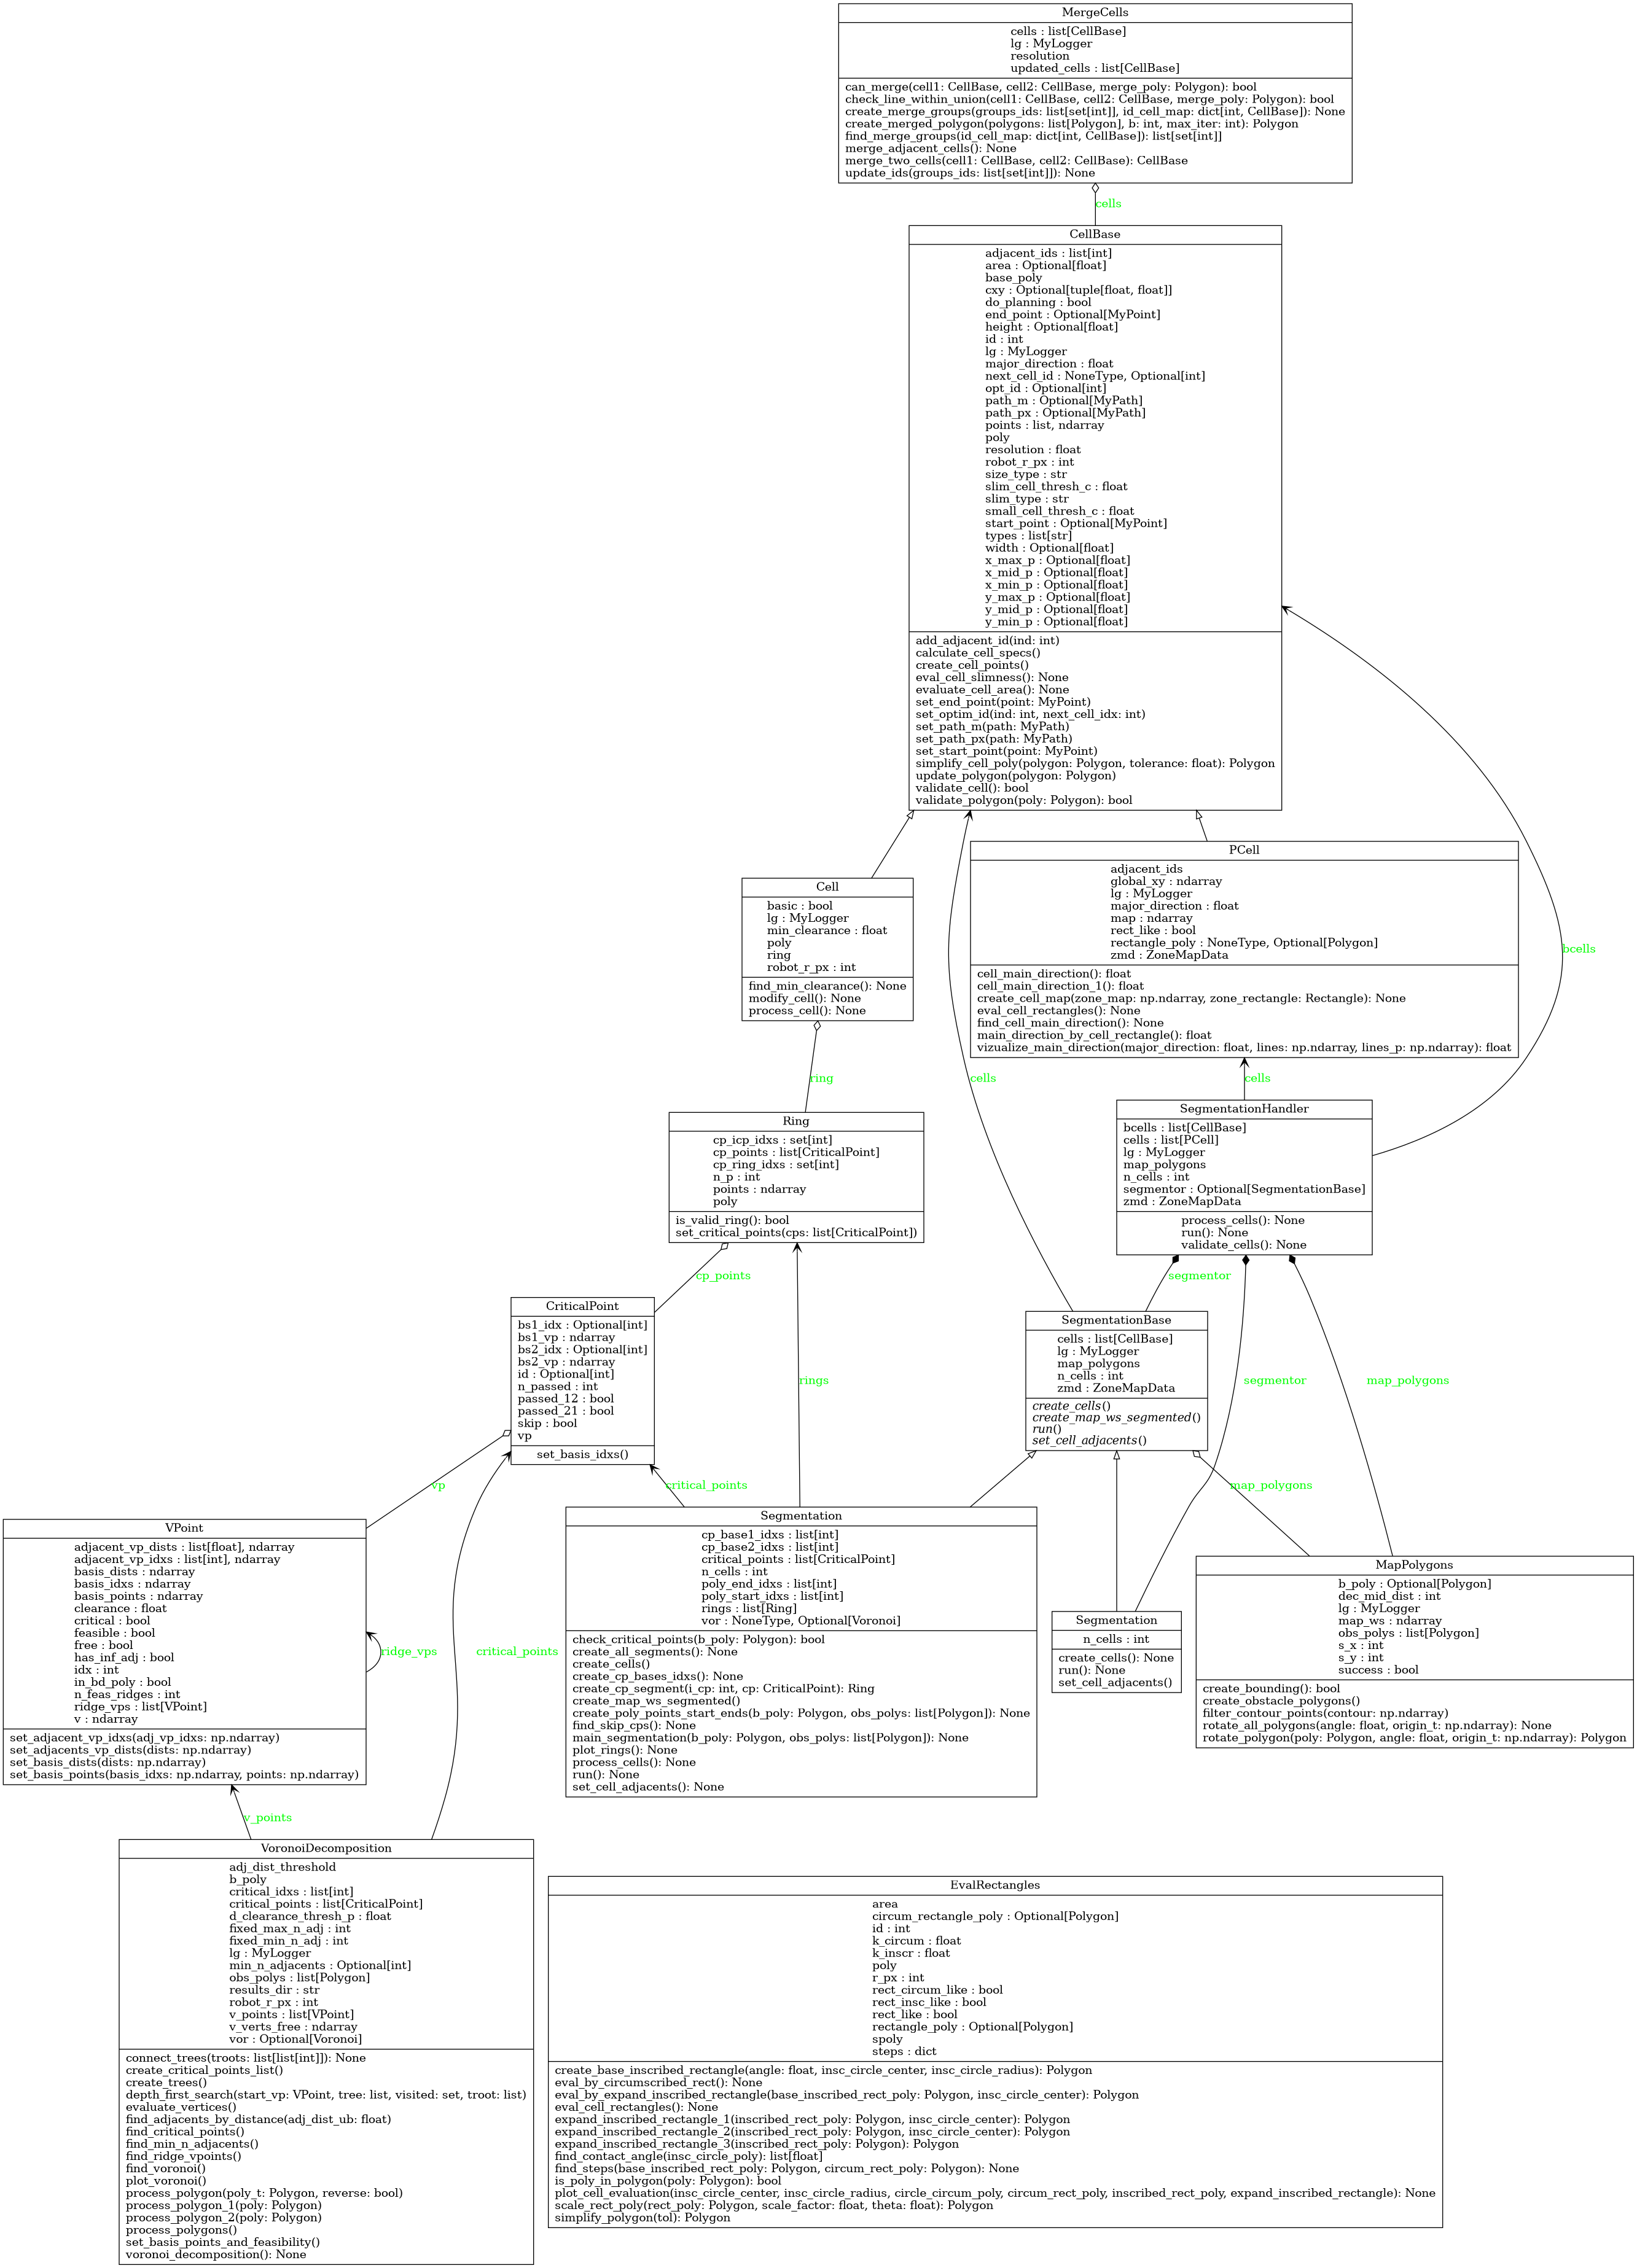 MergeCells
cells : list[CellBase]
lg : MyLogger
resolution
updated_cells : list[CellBase]
can_merge(cell1: CellBase, cell2: CellBase, merge_poly: Polygon): bool
check_line_within_union(cell1: CellBase, cell2: CellBase, merge_poly: Polygon): bool
create_merge_groups(groups_ids: list[set[int]], id_cell_map: dict[int, CellBase]): None
create_merged_polygon(polygons: list[Polygon], b: int, max_iter: int): Polygon
find_merge_groups(id_cell_map: dict[int, CellBase]): list[set[int]]
merge_adjacent_cells(): None
merge_two_cells(cell1: CellBase, cell2: CellBase): CellBase
update_ids(groups_ids: list[set[int]]): None
cells
CellBase
adjacent_ids : list[int]
area : Optional[float]
base_poly
cxy : Optional[tuple[float, float]]
do_planning : bool
end_point : Optional[MyPoint]
height : Optional[float]
id : int
lg : MyLogger
major_direction : float
next_cell_id : NoneType, Optional[int]
opt_id : Optional[int]
path_m : Optional[MyPath]
path_px : Optional[MyPath]
points : list, ndarray
poly
resolution : float
robot_r_px : int
size_type : str
slim_cell_thresh_c : float
slim_type : str
small_cell_thresh_c : float
start_point : Optional[MyPoint]
types : list[str]
width : Optional[float]
x_max_p : Optional[float]
x_mid_p : Optional[float]
x_min_p : Optional[float]
y_max_p : Optional[float]
y_mid_p : Optional[float]
y_min_p : Optional[float]
add_adjacent_id(ind: int)
calculate_cell_specs()
create_cell_points()
eval_cell_slimness(): None
evaluate_cell_area(): None
set_end_point(point: MyPoint)
set_optim_id(ind: int, next_cell_idx: int)
set_path_m(path: MyPath)
set_path_px(path: MyPath)
set_start_point(point: MyPoint)
simplify_cell_poly(polygon: Polygon, tolerance: float): Polygon
update_polygon(polygon: Polygon)
validate_cell(): bool
validate_polygon(poly: Polygon): bool
Cell
basic : bool
lg : MyLogger
min_clearance : float
poly
ring
robot_r_px : int
find_min_clearance(): None
modify_cell(): None
process_cell(): None
PCell
adjacent_ids
global_xy : ndarray
lg : MyLogger
major_direction : float
map : ndarray
rect_like : bool
rectangle_poly : NoneType, Optional[Polygon]
zmd : ZoneMapData
cell_main_direction(): float
cell_main_direction_1(): float
create_cell_map(zone_map: np.ndarray, zone_rectangle: Rectangle): None
eval_cell_rectangles(): None
find_cell_main_direction(): None
main_direction_by_cell_rectangle(): float
vizualize_main_direction(major_direction: float, lines: np.ndarray, lines_p: np.ndarray): float
bcells
ring
cells
cells
Ring
cp_icp_idxs : set[int]
cp_points : list[CriticalPoint]
cp_ring_idxs : set[int]
n_p : int
points : ndarray
poly
is_valid_ring(): bool
set_critical_points(cps: list[CriticalPoint])
SegmentationHandler
bcells : list[CellBase]
cells : list[PCell]
lg : MyLogger
map_polygons
n_cells : int
segmentor : Optional[SegmentationBase]
zmd : ZoneMapData
process_cells(): None
run(): None
validate_cells(): None
cp_points
segmentor
CriticalPoint
bs1_idx : Optional[int]
bs1_vp : ndarray
bs2_idx : Optional[int]
bs2_vp : ndarray
id : Optional[int]
n_passed : int
passed_12 : bool
passed_21 : bool
skip : bool
vp
set_basis_idxs()
rings
SegmentationBase
cells : list[CellBase]
lg : MyLogger
map_polygons
n_cells : int
zmd : ZoneMapData
create_cells()
create_map_ws_segmented()
run()
set_cell_adjacents()
segmentor
map_polygons
vp
critical_points
map_polygons
VPoint
adjacent_vp_dists : list[float], ndarray
adjacent_vp_idxs : list[int], ndarray
basis_dists : ndarray
basis_idxs : ndarray
basis_points : ndarray
clearance : float
critical : bool
feasible : bool
free : bool
has_inf_adj : bool
idx : int
in_bd_poly : bool
n_feas_ridges : int
ridge_vps : list[VPoint]
v : ndarray
set_adjacent_vp_idxs(adj_vp_idxs: np.ndarray)
set_adjacents_vp_dists(dists: np.ndarray)
set_basis_dists(dists: np.ndarray)
set_basis_points(basis_idxs: np.ndarray, points: np.ndarray)
ridge_vps
critical_points
Segmentation
cp_base1_idxs : list[int]
cp_base2_idxs : list[int]
critical_points : list[CriticalPoint]
n_cells : int
poly_end_idxs : list[int]
poly_start_idxs : list[int]
rings : list[Ring]
vor : NoneType, Optional[Voronoi]
check_critical_points(b_poly: Polygon): bool
create_all_segments(): None
create_cells()
create_cp_bases_idxs(): None
create_cp_segment(i_cp: int, cp: CriticalPoint): Ring
create_map_ws_segmented()
create_poly_points_start_ends(b_poly: Polygon, obs_polys: list[Polygon]): None
find_skip_cps(): None
main_segmentation(b_poly: Polygon, obs_polys: list[Polygon]): None
plot_rings(): None
process_cells(): None
run(): None
set_cell_adjacents(): None
Segmentation
n_cells : int
create_cells(): None
run(): None
set_cell_adjacents()
MapPolygons
b_poly : Optional[Polygon]
dec_mid_dist : int
lg : MyLogger
map_ws : ndarray
obs_polys : list[Polygon]
s_x : int
s_y : int
success : bool
create_bounding(): bool
create_obstacle_polygons()
filter_contour_points(contour: np.ndarray)
rotate_all_polygons(angle: float, origin_t: np.ndarray): None
rotate_polygon(poly: Polygon, angle: float, origin_t: np.ndarray): Polygon
v_points
VoronoiDecomposition
adj_dist_threshold
b_poly
critical_idxs : list[int]
critical_points : list[CriticalPoint]
d_clearance_thresh_p : float
fixed_max_n_adj : int
fixed_min_n_adj : int
lg : MyLogger
min_n_adjacents : Optional[int]
obs_polys : list[Polygon]
results_dir : str
robot_r_px : int
v_points : list[VPoint]
v_verts_free : ndarray
vor : Optional[Voronoi]
connect_trees(troots: list[list[int]]): None
create_critical_points_list()
create_trees()
depth_first_search(start_vp: VPoint, tree: list, visited: set, troot: list)
evaluate_vertices()
find_adjacents_by_distance(adj_dist_ub: float)
find_critical_points()
find_min_n_adjacents()
find_ridge_vpoints()
find_voronoi()
plot_voronoi()
process_polygon(poly_t: Polygon, reverse: bool)
process_polygon_1(poly: Polygon)
process_polygon_2(poly: Polygon)
process_polygons()
set_basis_points_and_feasibility()
voronoi_decomposition(): None
EvalRectangles
area
circum_rectangle_poly : Optional[Polygon]
id : int
k_circum : float
k_inscr : float
poly
r_px : int
rect_circum_like : bool
rect_insc_like : bool
rect_like : bool
rectangle_poly : Optional[Polygon]
spoly
steps : dict
create_base_inscribed_rectangle(angle: float, insc_circle_center, insc_circle_radius): Polygon
eval_by_circumscribed_rect(): None
eval_by_expand_inscribed_rectangle(base_inscribed_rect_poly: Polygon, insc_circle_center): Polygon
eval_cell_rectangles(): None
expand_inscribed_rectangle_1(inscribed_rect_poly: Polygon, insc_circle_center): Polygon
expand_inscribed_rectangle_2(inscribed_rect_poly: Polygon, insc_circle_center): Polygon
expand_inscribed_rectangle_3(inscribed_rect_poly: Polygon): Polygon
find_contact_angle(insc_circle_poly): list[float]
find_steps(base_inscribed_rect_poly: Polygon, circum_rect_poly: Polygon): None
is_poly_in_polygon(poly: Polygon): bool
plot_cell_evaluation(insc_circle_center, insc_circle_radius, circle_circum_poly, circum_rect_poly, inscribed_rect_poly, expand_inscribed_rectangle): None
scale_rect_poly(rect_poly: Polygon, scale_factor: float, theta: float): Polygon
simplify_polygon(tol): Polygon